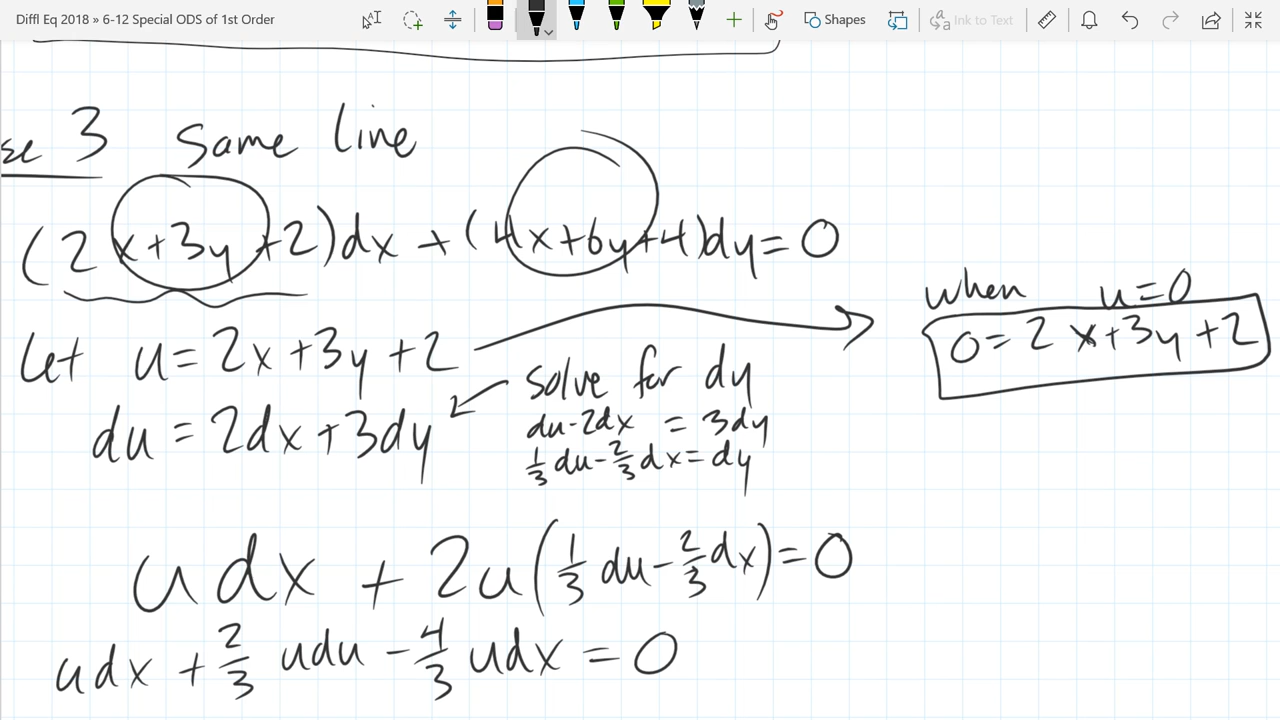 Diffl Eq 2018 » 6-12 Special ODS of 1st Order
Shapes
Ink to Text
se 3 Same line
(2x+3y+2)dx + (4x+6y+4)dy=0
when u=0
0=2x+3y+2
Let u=2x+3y+2
solve for dy
du = 2dx+3dy
du-2dx = 3dy
1/3 du - 2/3 dx = dy
u dx + 2u(1/3 du - 2/3 dx) = 0
udx + 2/3 udu - 4/3 udx = 0